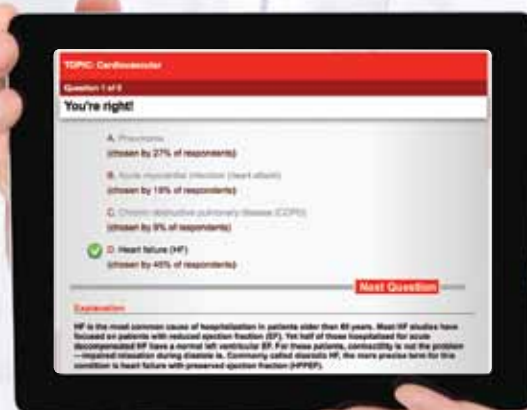 TOPIC: Cardiovascular
Question 1 of 5
You're right!
A. Pneumonia
(chosen by 27% of respondents)
B. Acute myocardial infarction (heart attack)
(chosen by 18% of respondents)
C. Chronic obstructive pulmonary disease (COPD)
(chosen by 9% of respondents)
D. Heart failure (HF)
(chosen by 45% of respondents)
Next Question
Explanation
HF is the most common cause of hospitalization in patients older than 65 years. Most HF studies have
focused on patients with reduced ejection fraction (EF). Yet half of those hospitalized for acute
decompensated HF have a normal left ventricular EF. For these patients, contractility is not the problem
—impaired relaxation during diastole is. Commonly called diastolic HF, the more precise term for this
condition is heart failure with preserved ejection fraction (HFPEF).